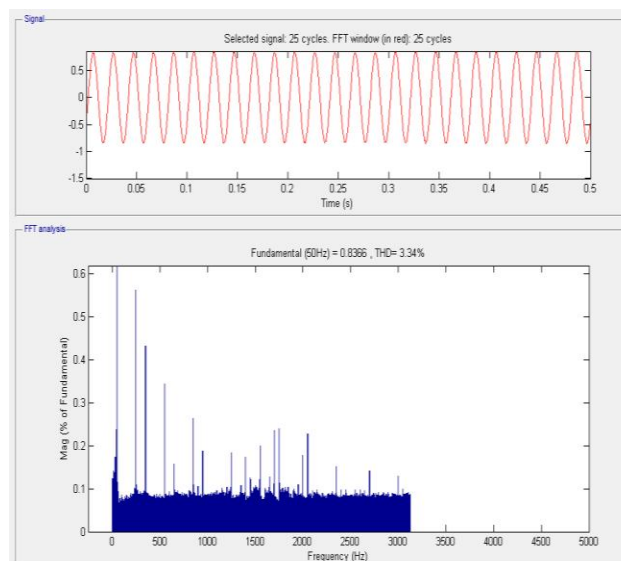 Signal
Selected signal: 25 cycles. FFT window (in red): 25 cycles
0.5
0
-0.5
-1
-1.5
0 0.05 0.1 0.15 0.2 0.25 0.3 0.35 0.4 0.45 0.5
Time (s)
FFT analysis
Fundamental (50Hz) = 0.8366 , THD= 3.34%
Mag (% of Fundamental)
0.6
0.5
0.4
0.3
0.2
0.1
0
0 500 1000 1500 2000 2500 3000 3500 4000 4500 5000
Frequency (Hz)